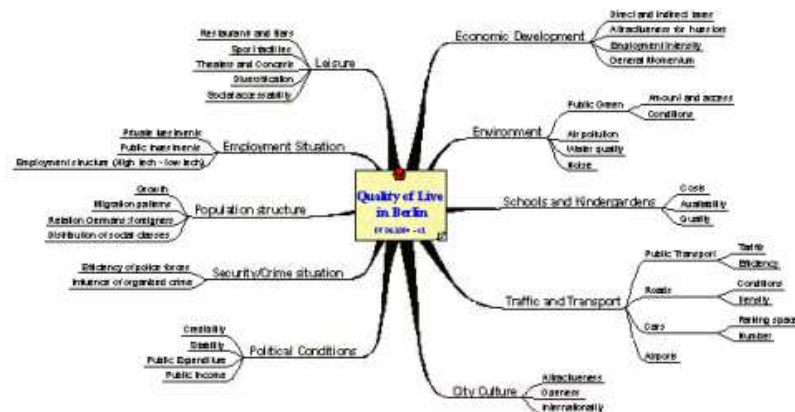 Restaurants and Bars
Sport facilities
Theaters and Concerts
Diversification
Social accessability
Leisure
Private Investments
Public Investments
Employment structure (High tech - low tech)
Employment Situation
Growth
Migration patterns
Relation Germans:foreigners
Distribution of social classes
Population structure
Efficiency of police forces
Influence of organized crime
Security/Crime situation
Credibility
Stability
Public Expenditure
Public Income
Political Conditions
Quality of Live
in Berlin
Economic Development
Direct and indirect taxes
Attractiveness for
Employment Intensity
General Momentum
Environment
Public Green
Amount and access
Conditions
Air pollution
Water quality
Noise
Schools and Kindergardens
Costs
Availability
Quality
Traffic and Transport
Public Transport
Tariffs
Efficiency
Roads
Conditions
Density
Cars
Parking space
Number
Airports
City Culture
Attractiveness
Openness
Internationality